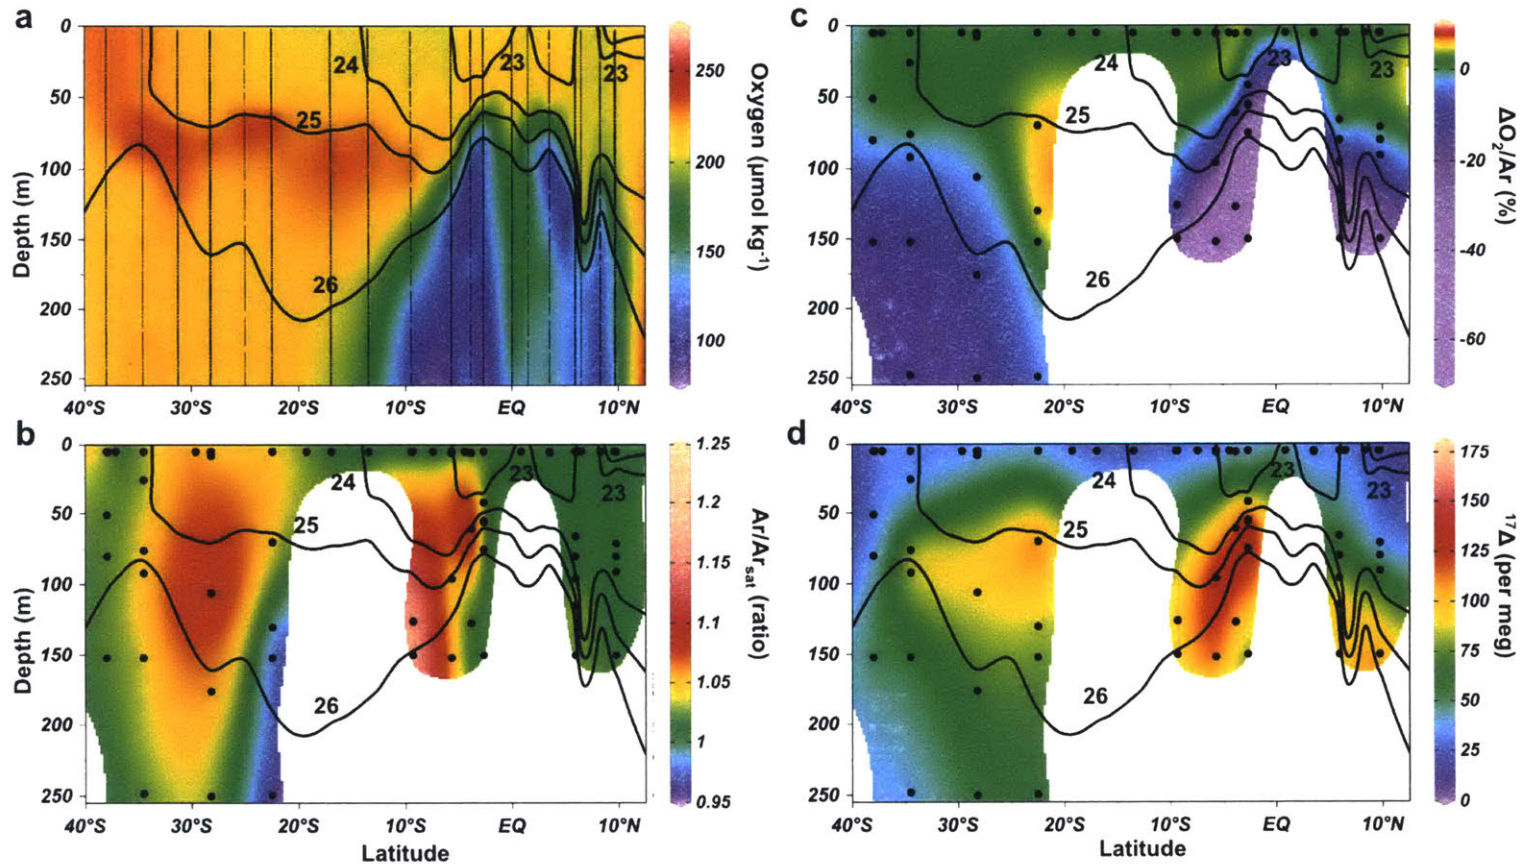 a
0
50
100
150
200
250
Depth (m)
24
23
23
25
26
40°S
30°S
20°S
10°S
EQ
10°N
250
200
150
100
Oxygen (µmol kg⁻¹)
c
0
50
100
150
200
250
24
23
23
25
26
40°S
30°S
20°S
10°S
EQ
10°N
0
-20
-40
-60
ΔO₂/Ar (%)
b
0
50
100
150
200
250
Depth (m)
24
23
23
25
26
40°S
30°S
20°S
10°S
EQ
10°N
Latitude
1.25
1.2
1.15
1.1
1.05
1
0.95
Ar/Arₛₐₜ (ratio)
d
0
50
100
150
200
250
24
23
23
25
26
40°S
30°S
20°S
10°S
EQ
10°N
Latitude
175
150
125
100
75
50
25
0
¹⁷Δ (per meg)